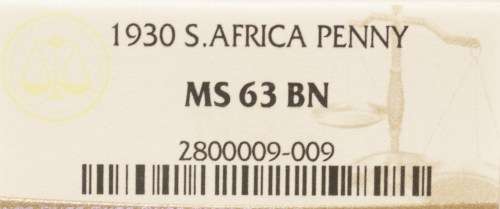 1930 S.AFRICA PENNY
MS 63 BN
2800009-009